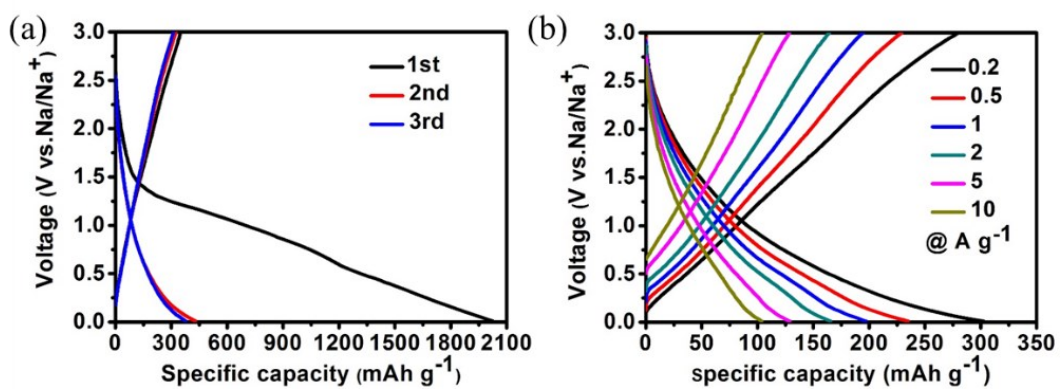 (a)
3.0
2.5
2.0
1.5
1.0
0.5
0.0
Voltage (V vs.Na/Na⁺)
1st
2nd
3rd
0 300 600 900 1200 1500 1800 2100
Specific capacity (mAh g⁻¹)
(b)
3.0
2.5
2.0
1.5
1.0
0.5
0.0
Voltage (V vs.Na/Na⁺)
0.2
0.5
1
2
5
10
@ A g⁻¹
0 50 100 150 200 250 300 350
specific capacity (mAh g⁻¹)